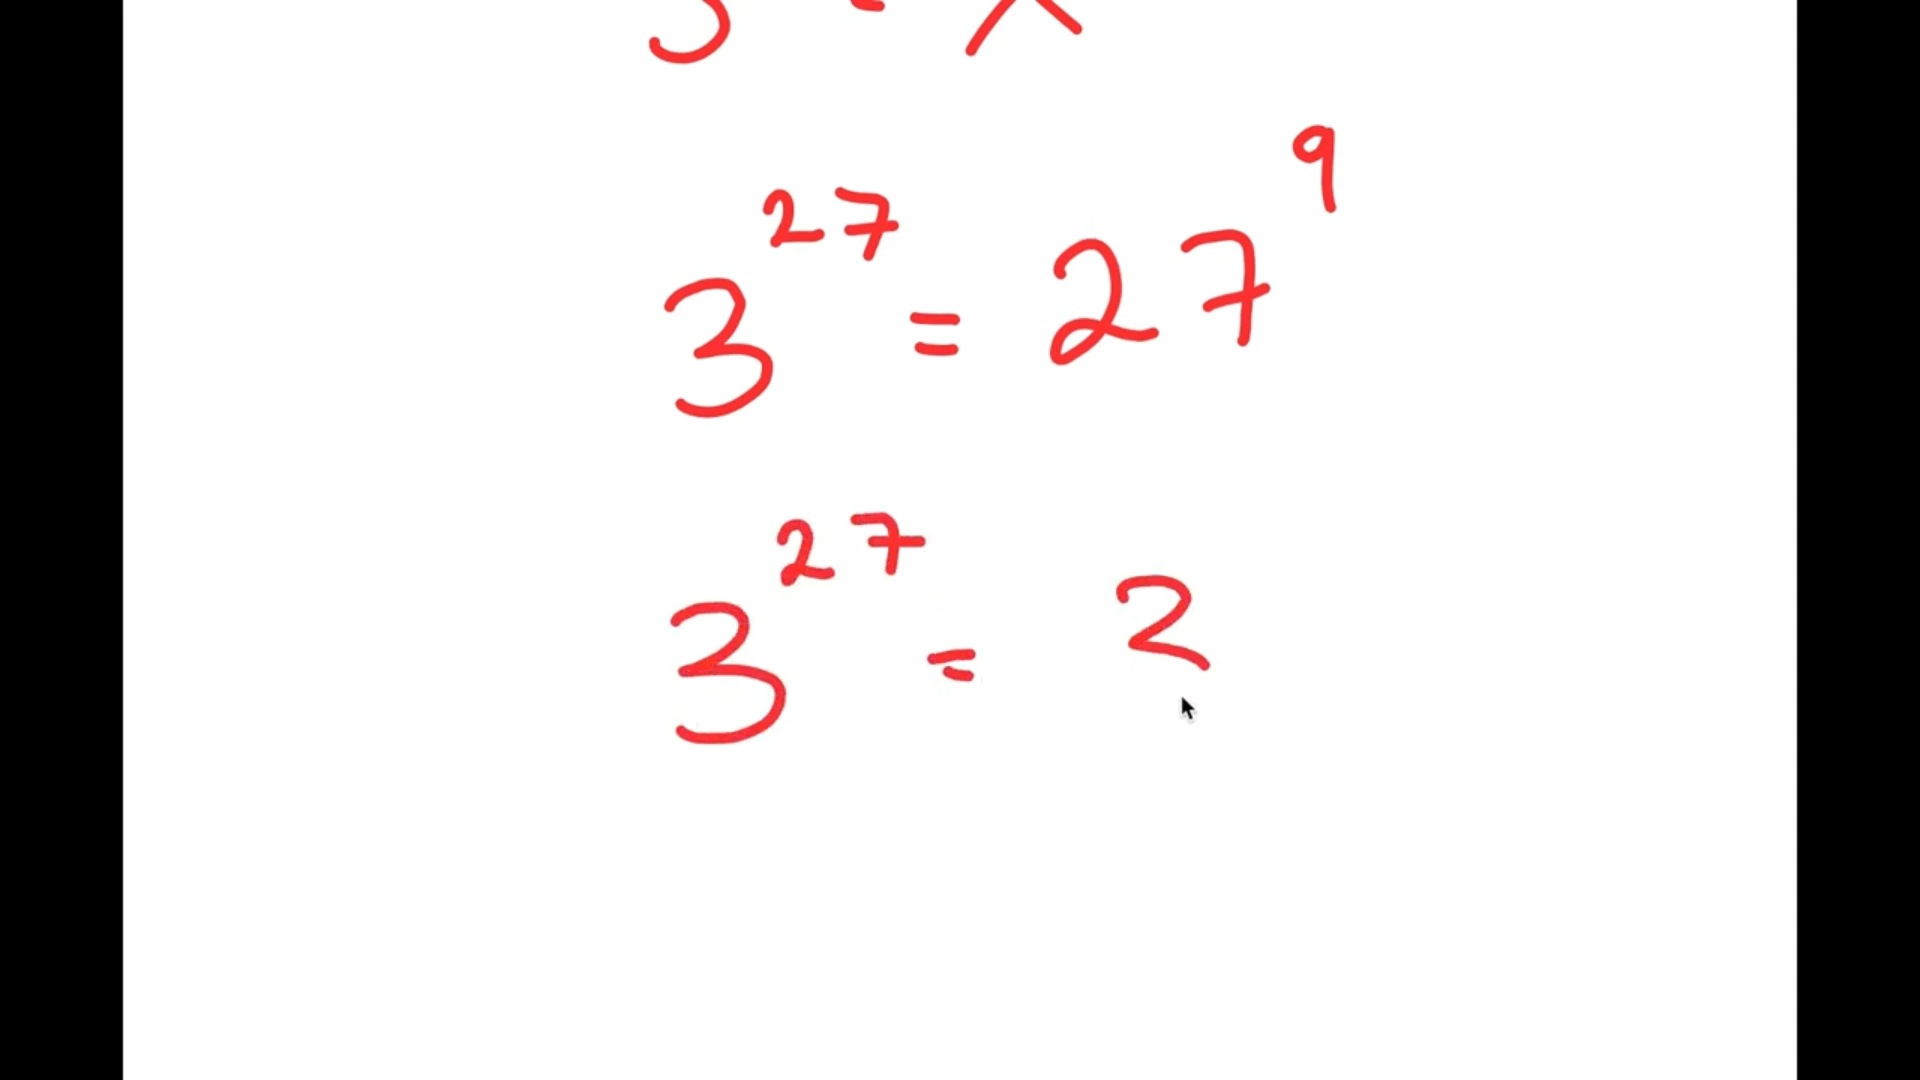 3^27 = 27^9
3^27 = 2